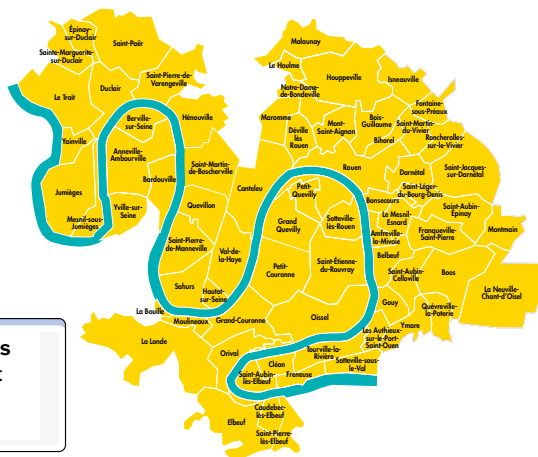 Épinay-
sur-Duclair
Saint-Paër
Sainte-Marguerite-
sur-Duclair
Saint-Pierre-de-
Varengeville
Duclair
Le Trait
Malaunay
Le Houlme
Houppeville
Isneauville
Notre-Dame-
de-Bondeville
Fontaine-
sous-Préaux
Berville-
sur-Seine
Hénouville
Maromme
Déville
lès
Rouen
Mont-
Saint-Aignan
Bois-
Guillaume
Bihorel
Saint-Martin-
du-Vivier
Roncherolles-
sur-le-Vivier
Yainville
Anneville-
Ambourville
Bardouville
Saint-Martin-
de-Boscherville
Rouen
Darnétal
Saint-Jacques-
sur-Darnétal
Saint-Léger-
du-Bourg-Denis
Jumièges
Canteleu
Petit-
Quevilly
Bonsecours
Mesnil-sous-
Jumièges
Yville-sur-
Seine
Quevillon
Grand
Quevilly
Sotteville-
lès-Rouen
Le Mesnil-
Esnard
Saint-Aubin-
Epinay
Amfreville-
la-Mivoie
Franqueville-
Saint-Pierre
Montmain
Saint-Pierre-
de-Manneville
Val-de-
la-Haye
Belbeuf
Petit-
Couronne
Saint-Étienne-
du-Rouvray
Saint-Aubin-
Celloville
Boos
Sahurs
Hautot-
sur-Seine
Gouy
La Neuville-
Chant-d'Oisel
Quévreville-
la-Poterie
La Bouille
Moulineaux
Grand-Couronne
Oissel
Ymare
Les Authieux-
sur-le-Port-
Saint-Ouen
La Londe
Orival
Tourville-la-
Rivière
Cléon
Sotteville-sous-
le-Val
Saint-Aubin-
lès-Elbeuf
Freneuse
Caudebec-
lès-Elbeuf
Elbeuf
Saint-Pierre-
lès-Elbeuf
s
t